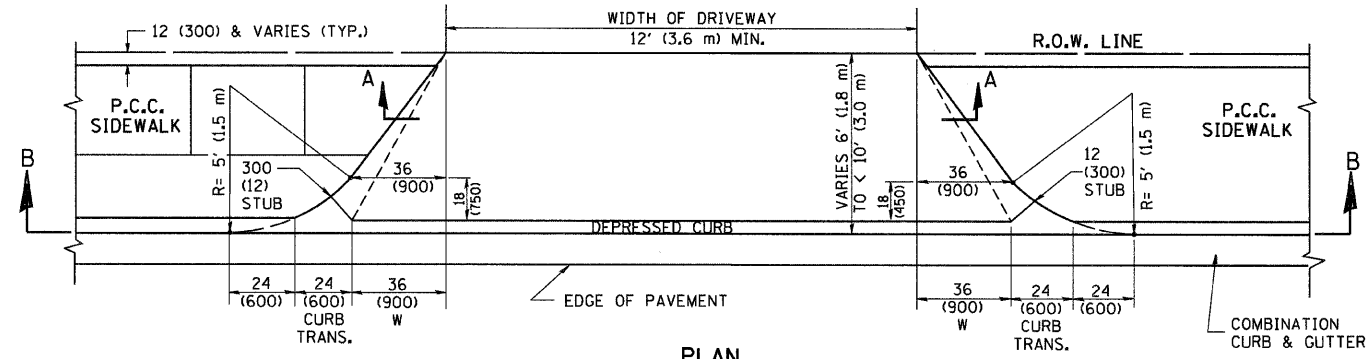 12 (300) & VARIES (TYP.)
WIDTH OF DRIVEWAY
12' (3.6 m) MIN.
R.O.W. LINE
A
A
P.C.C.
SIDEWALK
P.C.C.
SIDEWALK
R= 5' (1.5 m)
VARIES 6' (1.8 m)
TO < 10' (3.0 m)
R= 5' (1.5 m)
B
B
300
(12)
STUB
36
(900)
18
(750)
36
(900)
18
(450)
12
(300)
STUB
DEPRESSED CURB
24
(600)
24
(600)
CURB
TRANS.
36
(900)
W
EDGE OF PAVEMENT
36
(900)
W
24
(600)
CURB
TRANS.
24
(600)
COMBINATION
CURB & GUTTER
PLAN